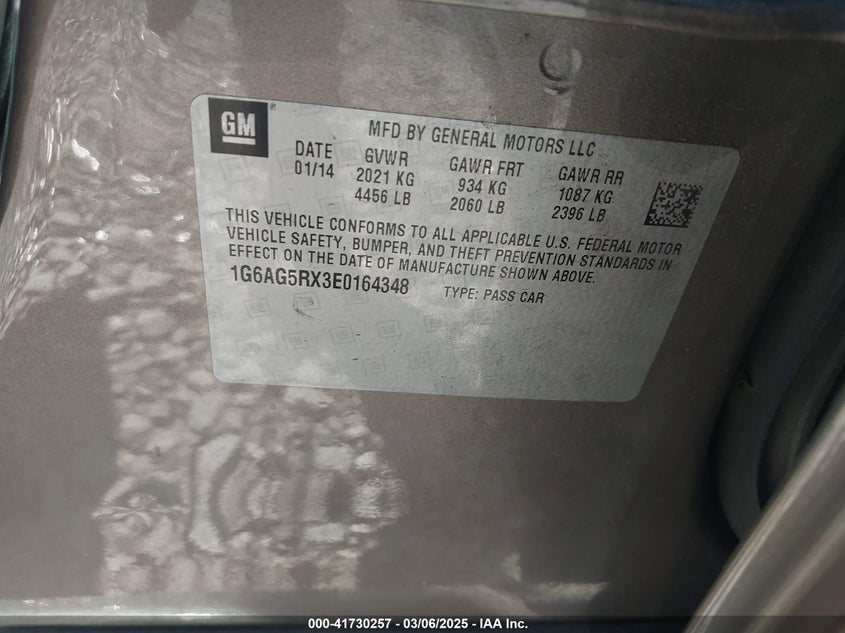 GM
MFD BY GENERAL MOTORS LLC
DATE GVWR GAWR FRT GAWR RR
01/14 2021 KG 934 KG 1087 KG
4456 LB 2060 LB 2396 LB
THIS VEHICLE CONFORMS TO ALL APPLICABLE U.S. FEDERAL MOTOR
VEHICLE SAFETY, BUMPER, AND THEFT PREVENTION STANDARDS IN
EFFECT ON THE DATE OF MANUFACTURE SHOWN ABOVE.
1G6AG5RX3E0164348 TYPE: PASS CAR
000-41730257 - 03/06/2025 - IAA Inc.